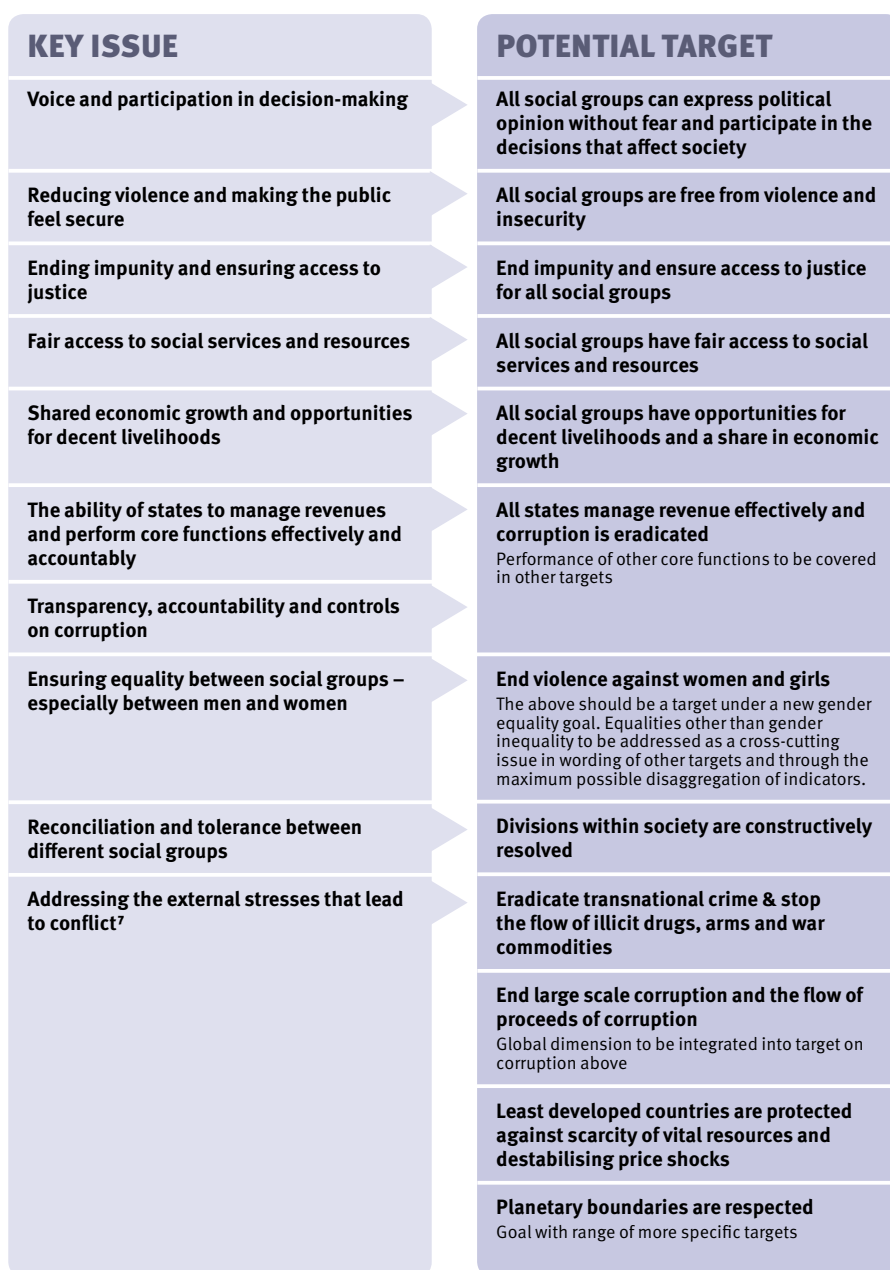 KEY ISSUE
POTENTIAL TARGET
Voice and participation in decision-making
All social groups can express political
opinion without fear and participate in the
decisions that affect society
Reducing violence and making the public
feel secure
All social groups are free from violence and
insecurity
Ending impunity and ensuring access to
justice
End impunity and ensure access to justice
for all social groups
Fair access to social services and resources
All social groups have fair access to social
services and resources
Shared economic growth and opportunities
for decent livelihoods
All social groups have opportunities for
decent livelihoods and a share in economic
growth
The ability of states to manage revenues
and perform core functions effectively and
accountably
All states manage revenue effectively and
corruption is eradicated
Performance of other core functions to be covered
in other targets
Transparency, accountability and controls
on corruption
Ensuring equality between social groups –
especially between men and women
End violence against women and girls
The above should be a target under a new gender
equality goal. Equalities other than gender
inequality to be addressed as a cross-cutting
issue in wording of other targets and through the
maximum possible disaggregation of indicators.
Reconciliation and tolerance between
different social groups
Divisions within society are constructively
resolved
Addressing the external stresses that lead
to conflict⁷
Eradicate transnational crime & stop
the flow of illicit drugs, arms and war
commodities
End large scale corruption and the flow of
proceeds of corruption
Global dimension to be integrated into target on
corruption above
Least developed countries are protected
against scarcity of vital resources and
destabilising price shocks
Planetary boundaries are respected
Goal with range of more specific targets